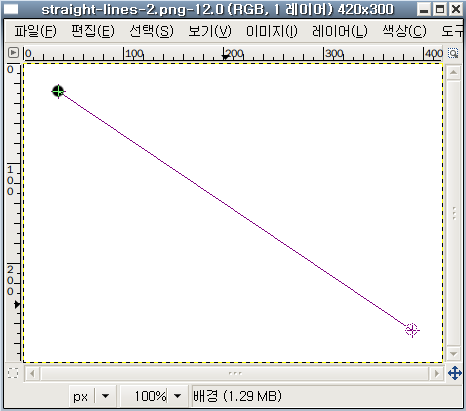 straight-lines-2.png-12.0 (RGB, 1 레이어) 420x300
파일(F) 편집(E) 선택(S) 보기(V) 이미지(I) 레이어(L) 색상(C) 도구
0 100 200 300 400
0
100
200
px 100% 배경 (1.29 MB)